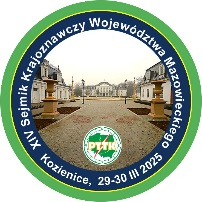 XIV Sejmik Krajoznawczy Województwa Mazowieckiego
PTTK
Kozienice, 29-30 III 2025